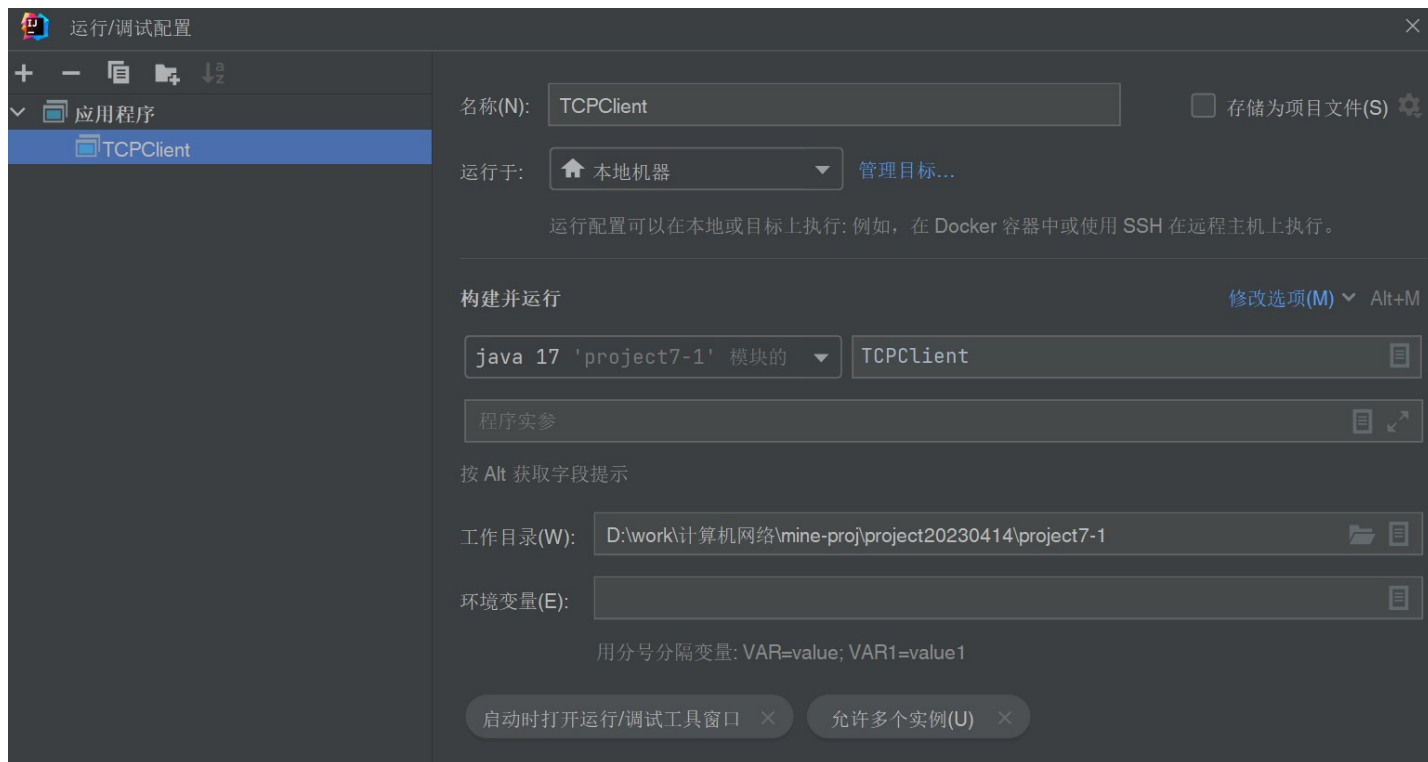 运行/调试配置
应用程序
TCPClient
名称(N): TCPClient 存储为项目文件(S)
运行于: 本地机器 管理目标...
运行配置可以在本地或目标上执行: 例如，在 Docker 容器中或使用 SSH 在远程主机上执行。
构建并运行 修改选项(M) Alt+M
java 17 'project7-1' 模块的 TCPClient
程序实参
按 Alt 获取字段提示
工作目录(W): D:\work\计算机网络\mine-proj\project20230414\project7-1
环境变量(E):
用分号分隔变量: VAR=value; VAR1=value1
启动时打开运行/调试工具窗口 允许多个实例(U)